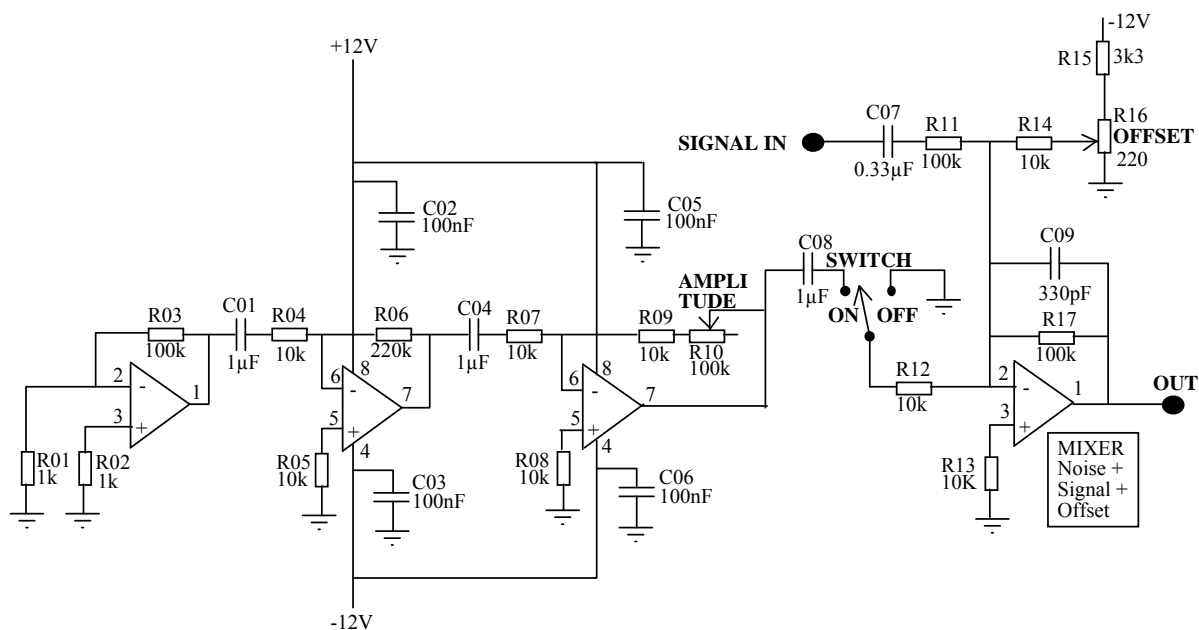 -12V
R15
3k3
+12V
C07
R11
R14
R16
SIGNAL IN
OFFSET
100k
10k
220
0.33µF
C02
100nF
C05
100nF
C08
SWITCH
C09
AMPLI
TUDE
1µF
ON
OFF
330pF
R03
C01
R04
R06
C04
R07
R09
R10
R17
100k
1µF
10k
220k
1µF
10k
10k
100k
100k
2
-
1
3
+
6
-
8
7
5
+
4
6
-
8
7
5
+
4
R12
10k
2
-
1
3
+
OUT
R01
1k
R02
1k
R05
10k
C03
100nF
R08
10k
C06
100nF
R13
10K
MIXER
Noise +
Signal +
Offset
-12V